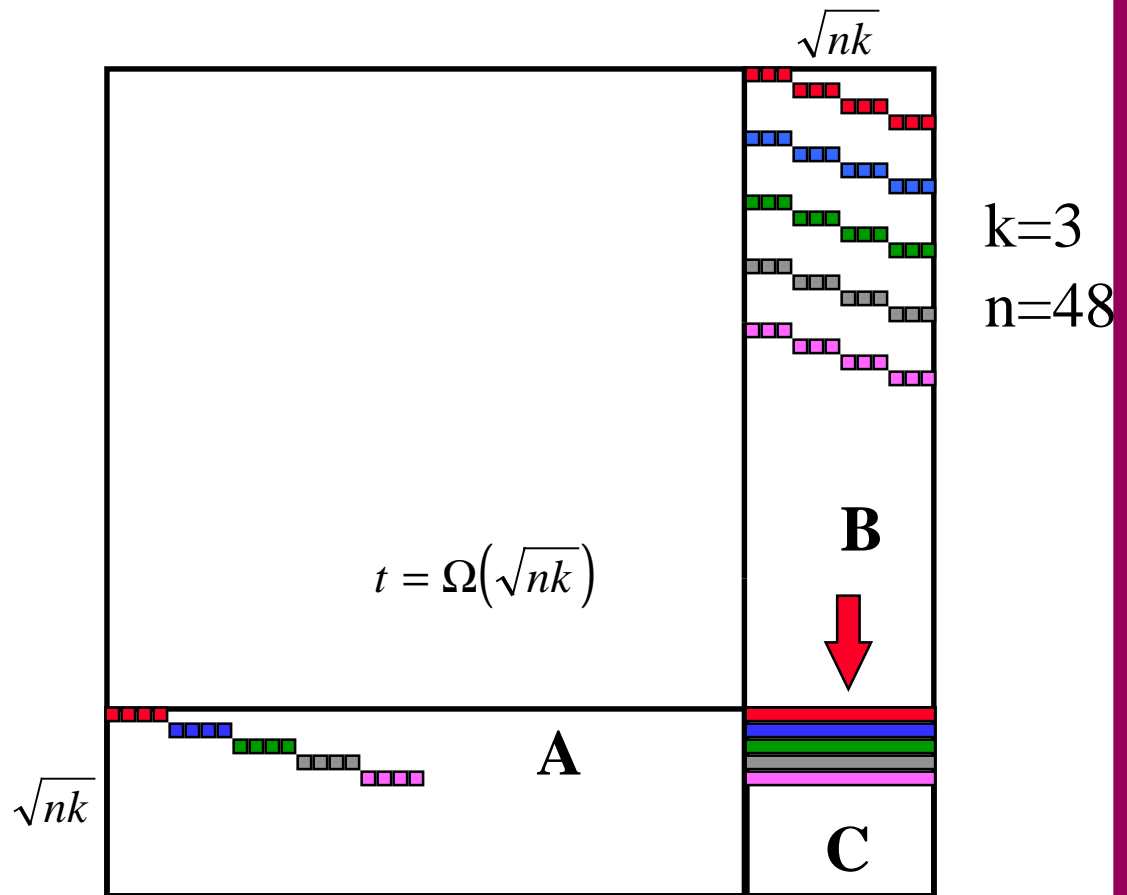 √nk
k=3
n=48
B
t = Ω(√nk)
A
√nk
C